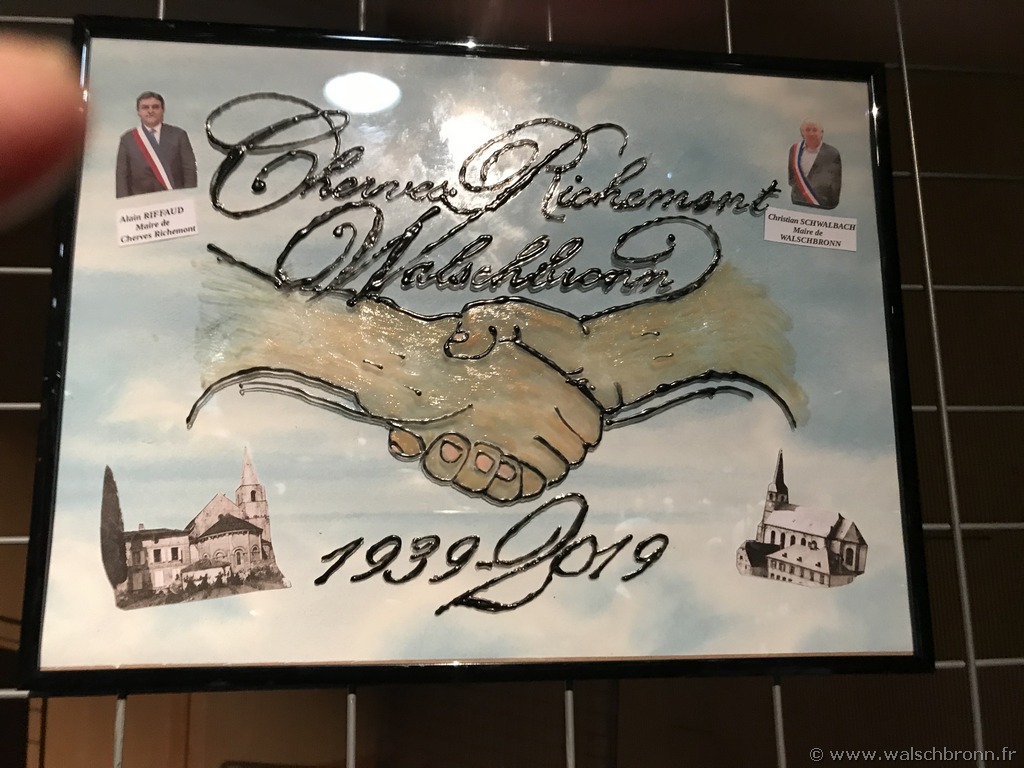 Cherves Richemont
Walschbronn
Alain RIFFAUD
Maire de
Cherves Richemont
Christian SCHWALBACH
Maire de
WALSCHBRONN
1939-2019
© www.walschbronn.fr